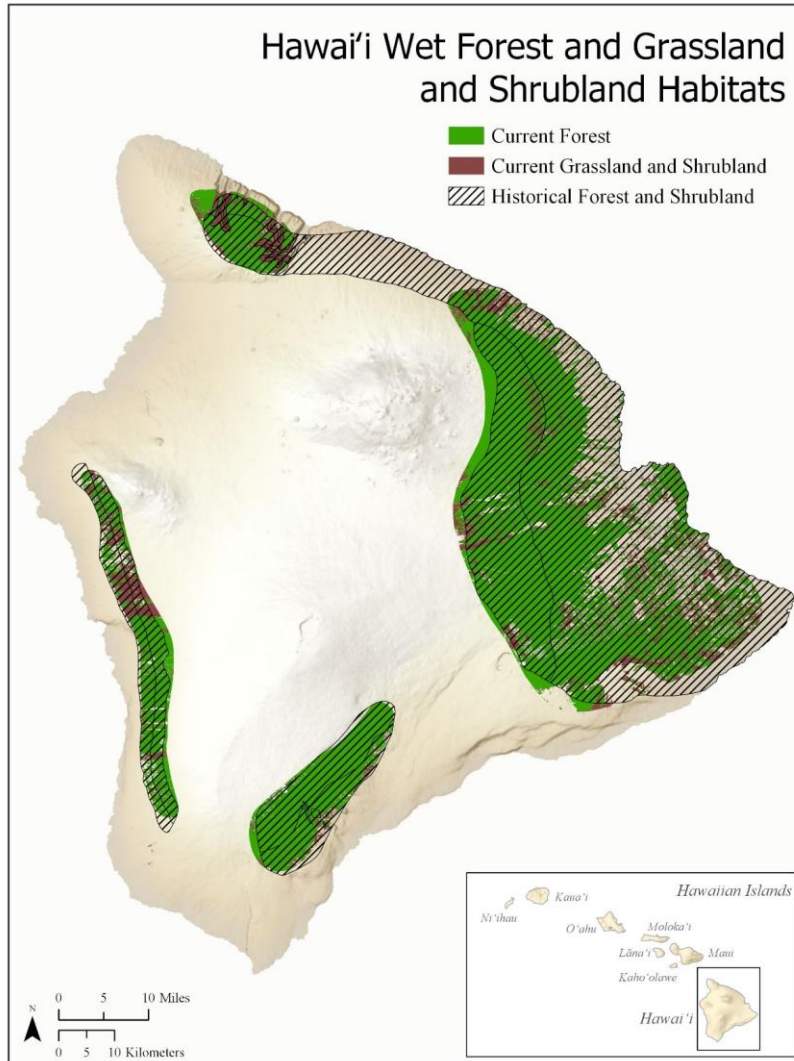 Hawai‘i Wet Forest and Grassland
and Shrubland Habitats
Current Forest
Current Grassland and Shrubland
Historical Forest and Shrubland
Hawaiian Islands
Kaua‘i
Ni‘ihau
O‘ahu
Moloka‘i
Lāna‘i
Maui
Kaho‘olawe
Hawai‘i
N
0 5 10 Miles
0 5 10 Kilometers